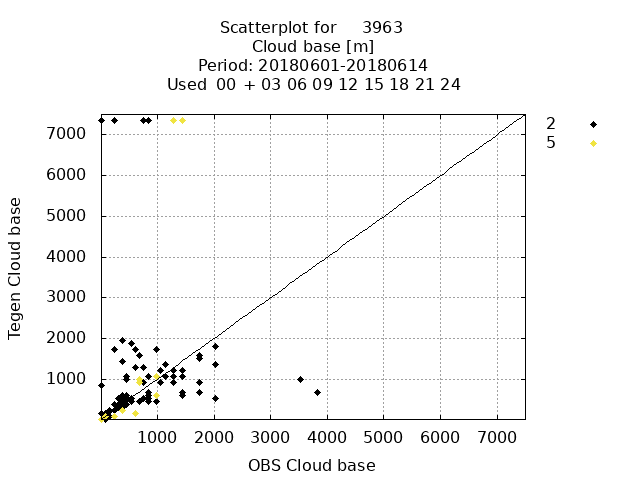 Scatterplot for 3963
Cloud base [m]
Period: 20180601-20180614
Used 00 + 03 06 09 12 15 18 21 24
2
5
7000
6000
5000
4000
3000
2000
1000
Tegen Cloud base
1000 2000 3000 4000 5000 6000 7000
OBS Cloud base